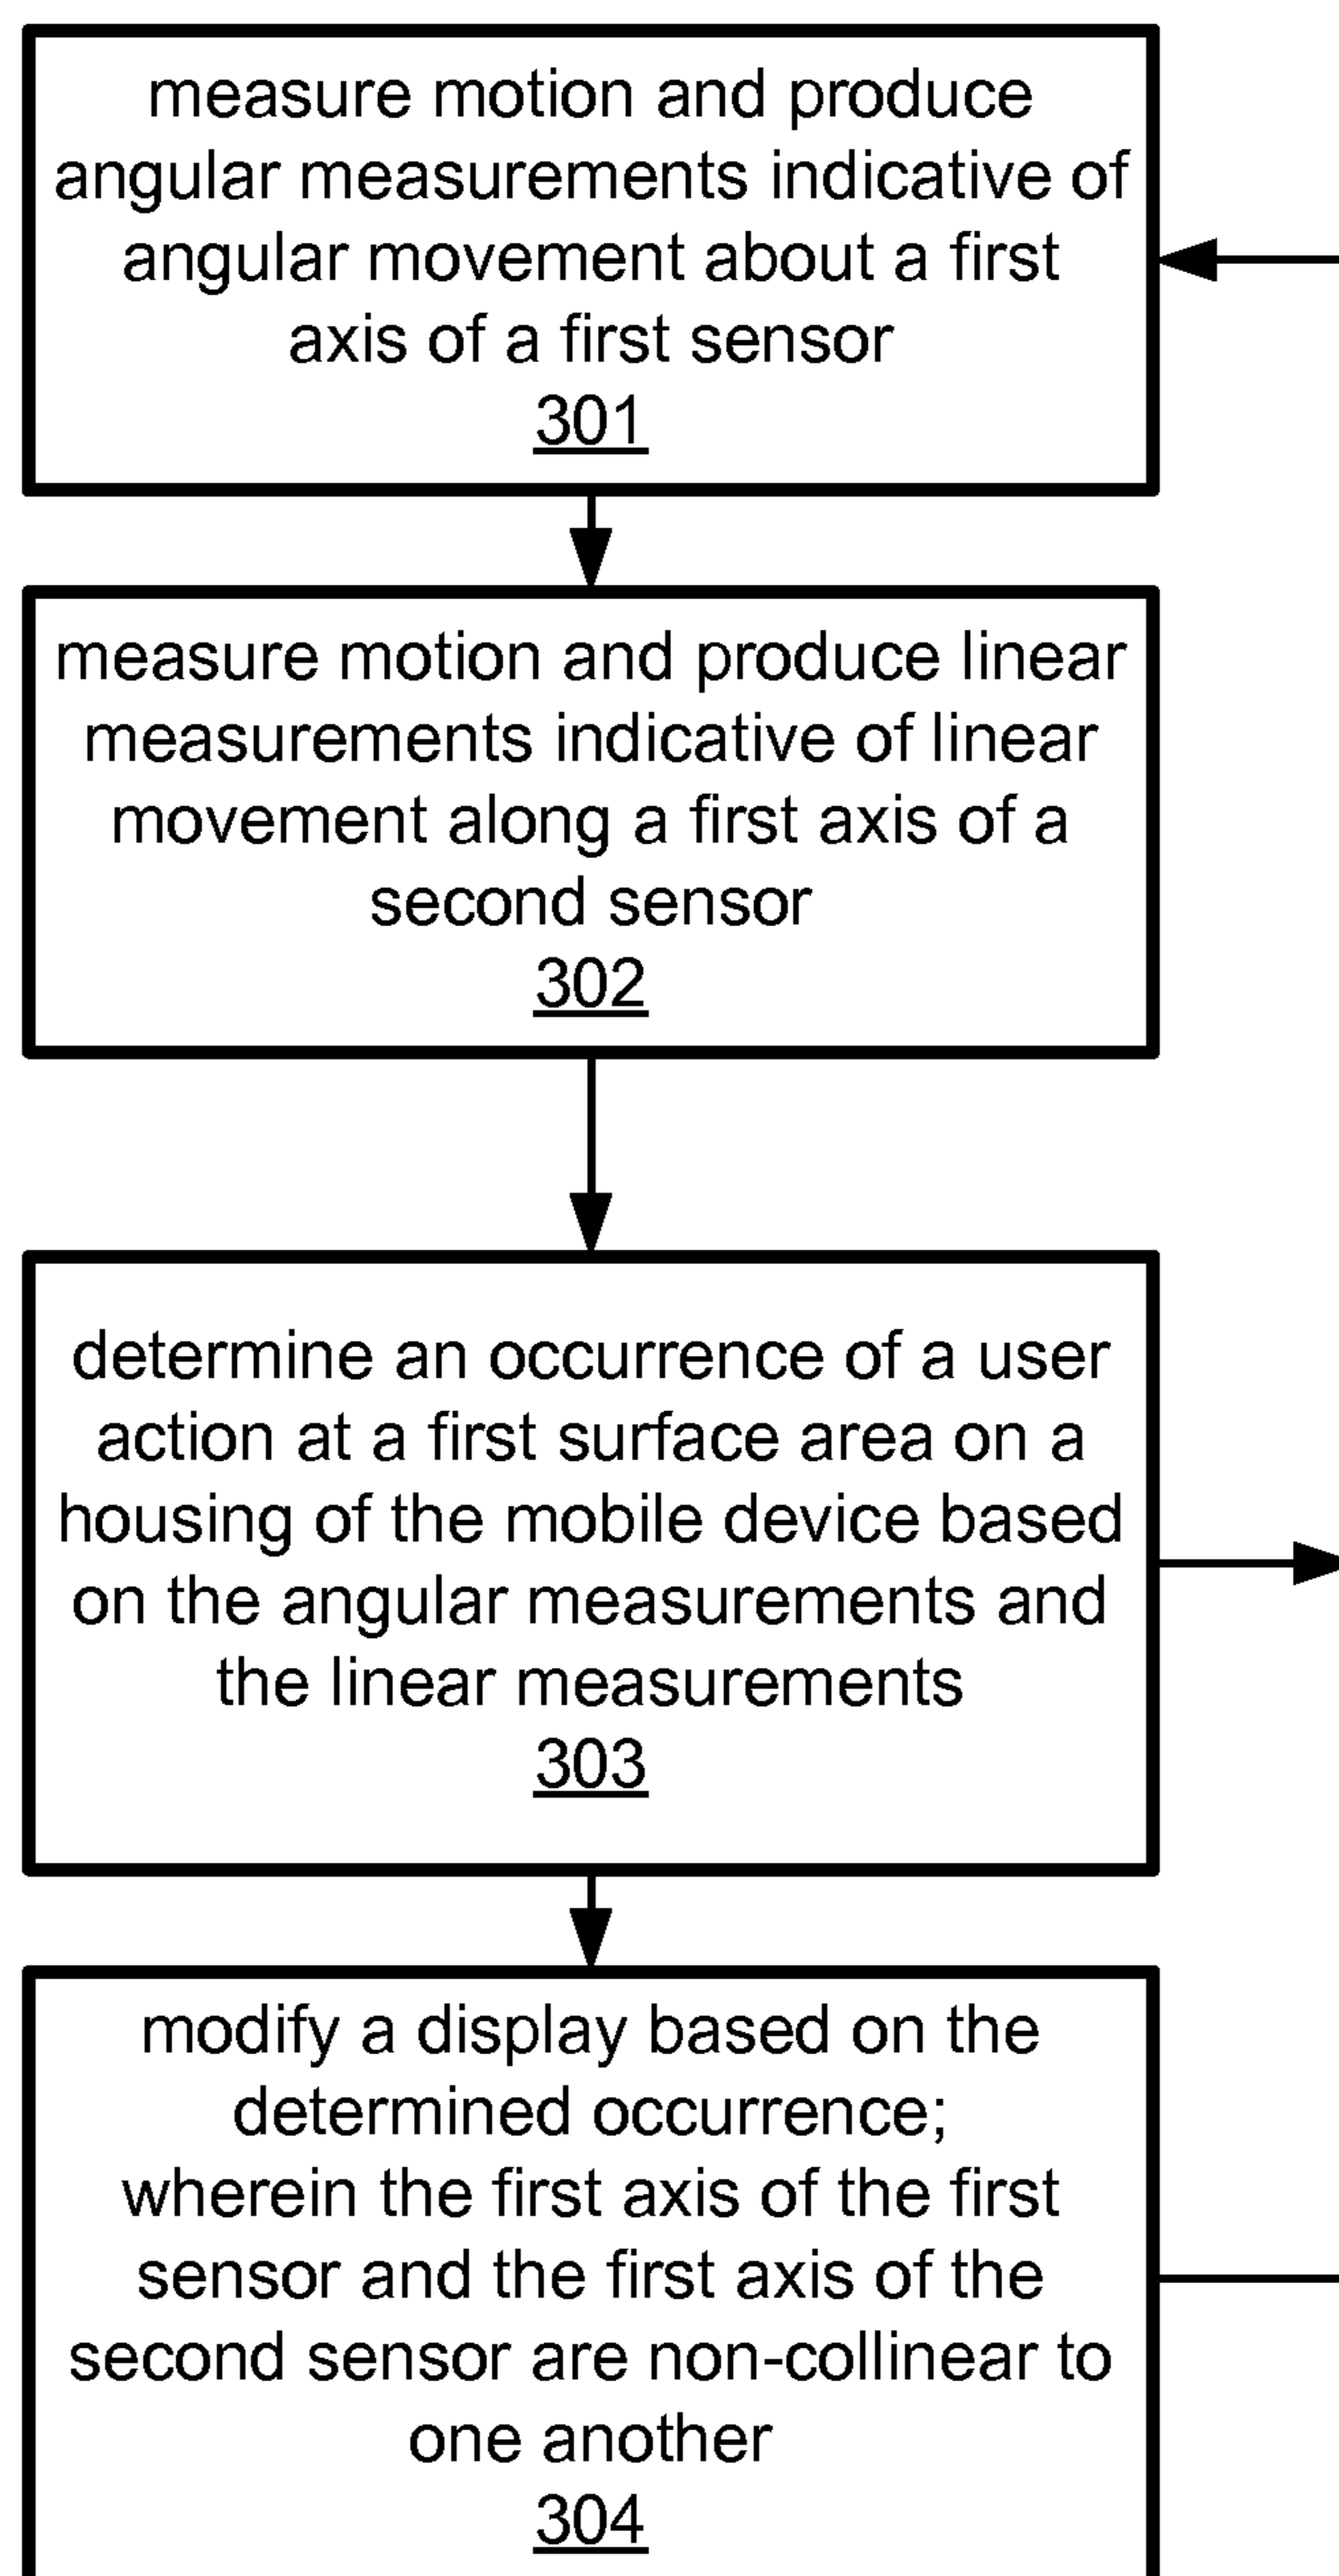 measure motion and produce
angular measurements indicative of
angular movement about a first
axis of a first sensor
301
measure motion and produce linear
measurements indicative of linear
movement along a first axis of a
second sensor
302
determine an occurrence of a user
action at a first surface area on a
housing of the mobile device based
on the angular measurements and
the linear measurements
303
modify a display based on the
determined occurrence;
wherein the first axis of the first
sensor and the first axis of the
second sensor are non-collinear to
one another
304